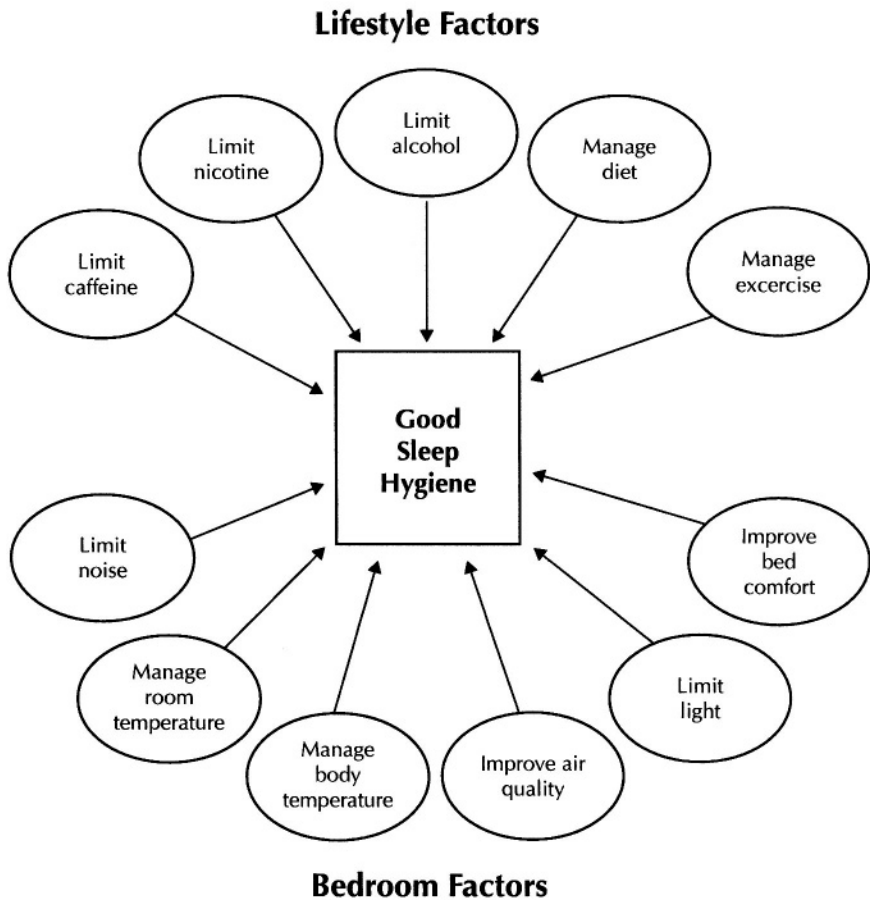 Lifestyle Factors
Limit
alcohol
Limit
nicotine
Manage
diet
Limit
caffeine
Manage
excercise
Good
Sleep
Hygiene
Limit
noise
Improve
bed
comfort
Manage
room
temperature
Limit
light
Manage
body
temperature
Improve air
quality
Bedroom Factors